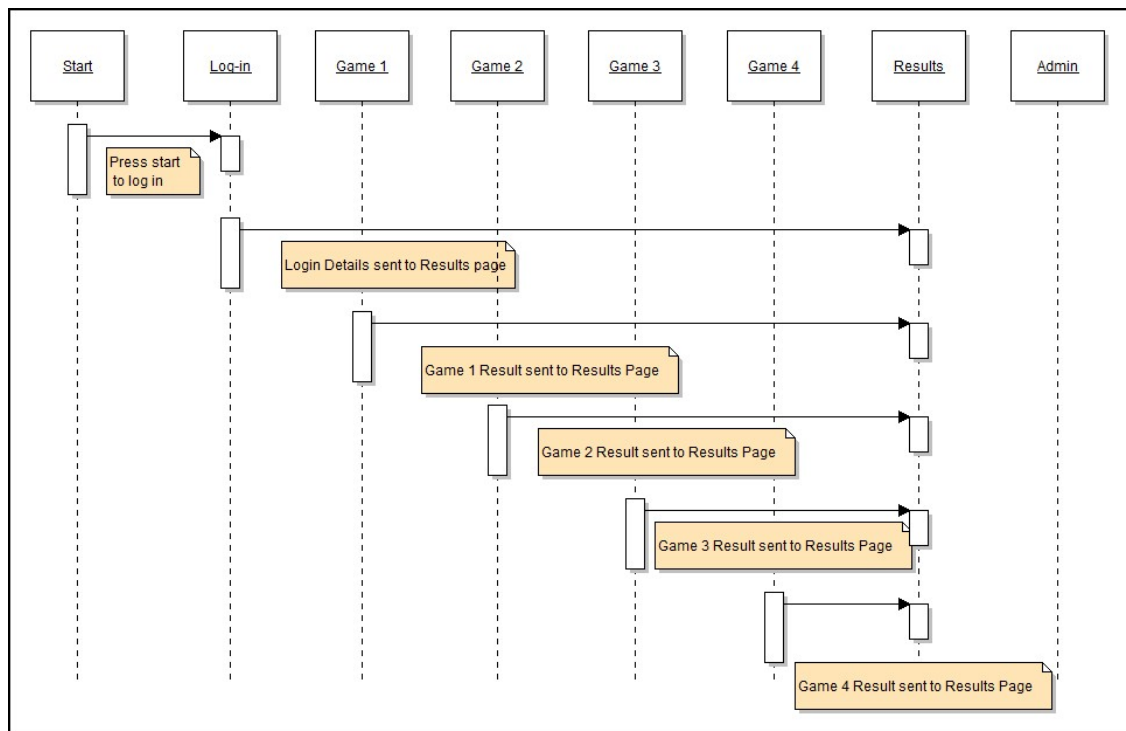 Start
Log-in
Game 1
Game 2
Game 3
Game 4
Results
Admin
Press start
to log in
Login Details sent to Results page
Game 1 Result sent to Results Page
Game 2 Result sent to Results Page
Game 3 Result sent to Results Page
Game 4 Result sent to Results Page